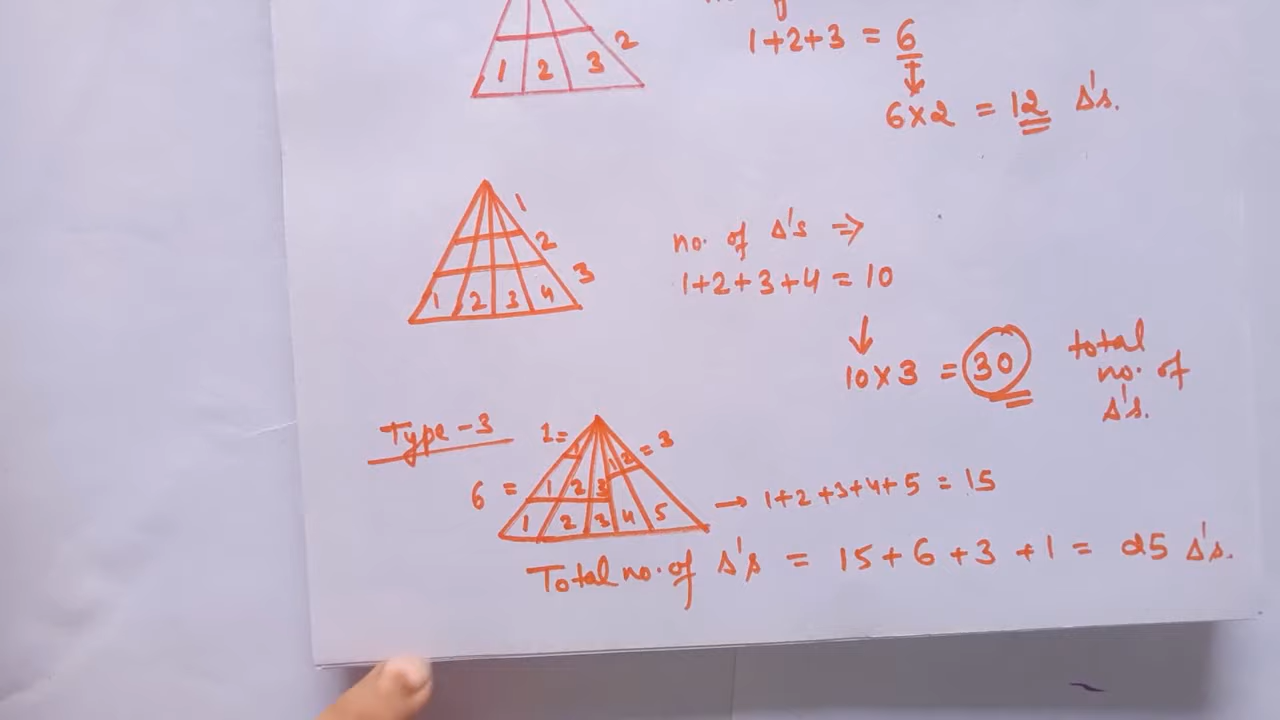 1+2+3 = 6
1 2 3 2
6×2 = 12 Δ's.
1
2
3
1 2 3 4
no. of Δ's ⇒
1+2+3+4 = 10
10×3 = 30
total
no. of
Δ's.
Type-3
1 = 1
1 2 = 3
6 = 1 2 3
1 2 3 4 5
→ 1+2+3+4+5 = 15
Total no. of Δ's = 15+6+3+1 = 25 Δ's.